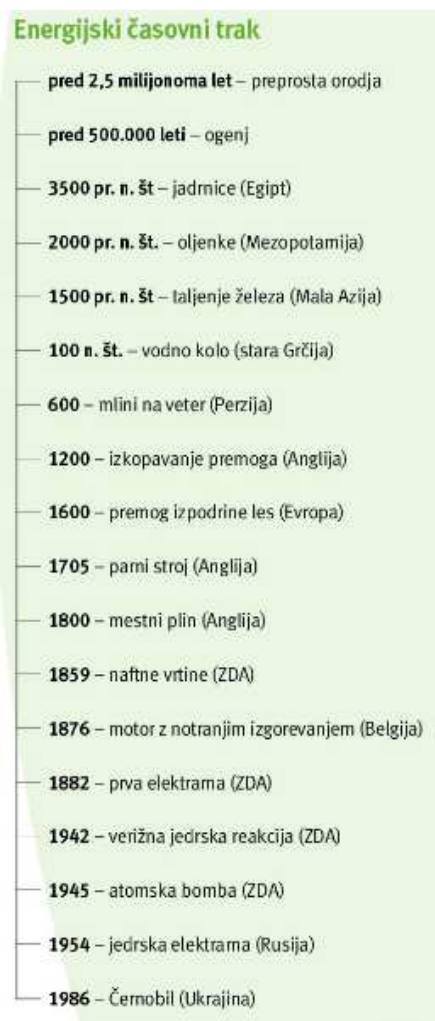 Energijski časovni trak
pred 2,5 milijonoma let – preprosta orodja
pred 500.000 leti – ogenj
3500 pr. n. št – jadrnice (Egipt)
2000 pr. n. št. – oljenke (Mezopotamija)
1500 pr. n. št – taljenje železa (Mala Azija)
100 n. št. – vodno kolo (stara Grčija)
600 – mlini na veter (Perzija)
1200 – izkopavanje premoga (Anglija)
1600 – premog izpodrine les (Evropa)
1705 – parni stroj (Anglija)
1800 – mestni plin (Anglija)
1859 – naftne vrtine (ZDA)
1876 – motor z notranjim izgorevanjem (Belgija)
1882 – prva elektrarna (ZDA)
1942 – verižna jedrska reakcija (ZDA)
1945 – atomska bomba (ZDA)
1954 – jedrska elektrarna (Rusija)
1986 – Černobil (Ukrajina)